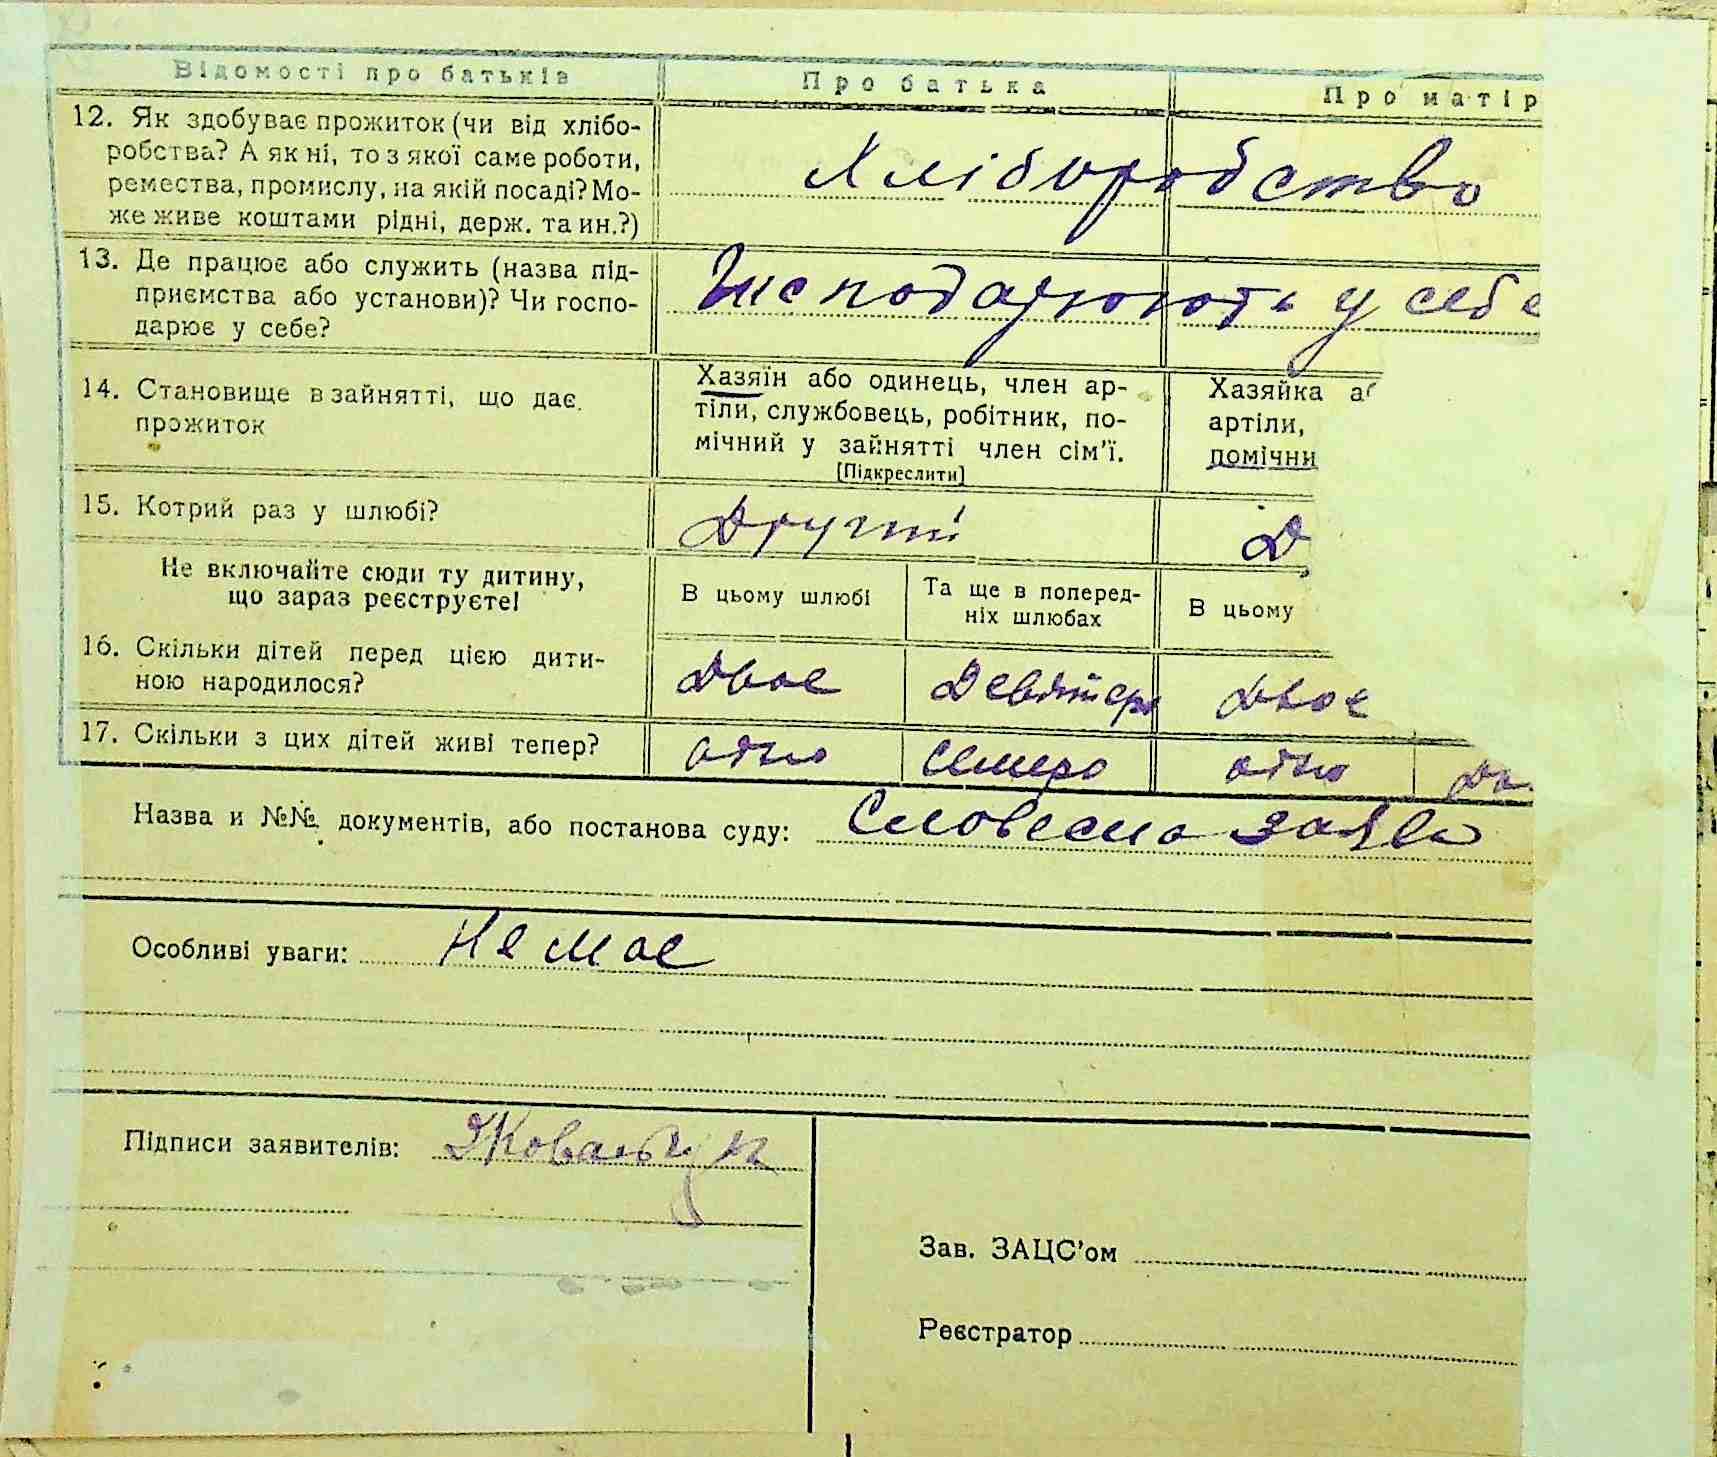 Відомості про батьків Про батька Про матір
12. Як здобуває прожиток (чи від хлібо-
робства? А як ні, то з якої саме роботи,
ремества, промислу, на якій посаді? Мо-
же живе коштами рідні, держ. та ин.?)
Хліборобство
13. Де працює або служить (назва під-
приємства або установи)? Чи госпо-
дарює у себе?
Господарюють у себе
14. Становище в зайнятті, що дає
прожиток
Хазяїн або одинець, член ар-
тіли, службовець, робітник, по-
мічний у зайнятті член сім'ї.
[Підкреслити]
Хазяйка аб
артіли,
помічни
15. Котрий раз у шлюбі?
Другий Д
Не включайте сюди ту дитину,
що зараз реєструєте!
В цьому шлюбі
Та ще в поперед-
ніх шлюбах
В цьому
16. Скільки дітей перед цією дити-
ною народилося?
Двоє Девятеро Двоє
17. Скільки з цих дітей живі тепер?
одно семеро одно
Назва и №№ документів, або постанова суду: Словесна заява
Особливі уваги: Немає
Підписи заявителів: Ковальчук
Зав. ЗАЦС'ом
Реєстратор